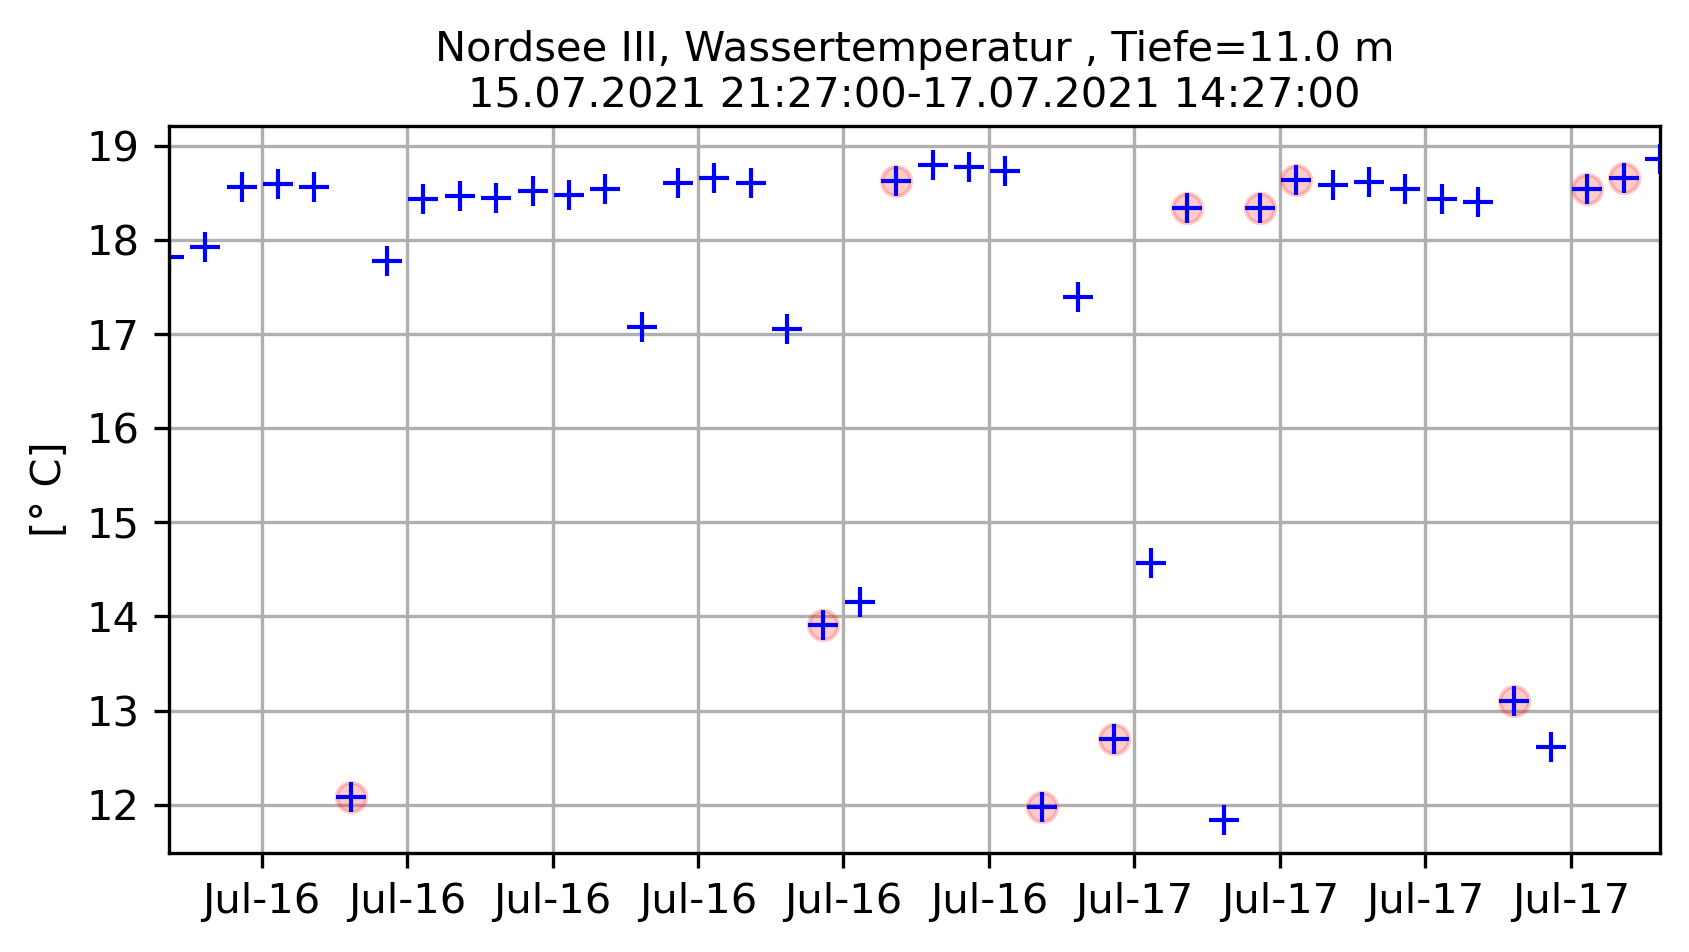 Nordsee III, Wassertemperatur , Tiefe=11.0 m
15.07.2021 21:27:00-17.07.2021 14:27:00
19
18
17
16
15
14
13
12
[° C]
Jul-16 Jul-16 Jul-16 Jul-16 Jul-16 Jul-16 Jul-17 Jul-17 Jul-17 Jul-17